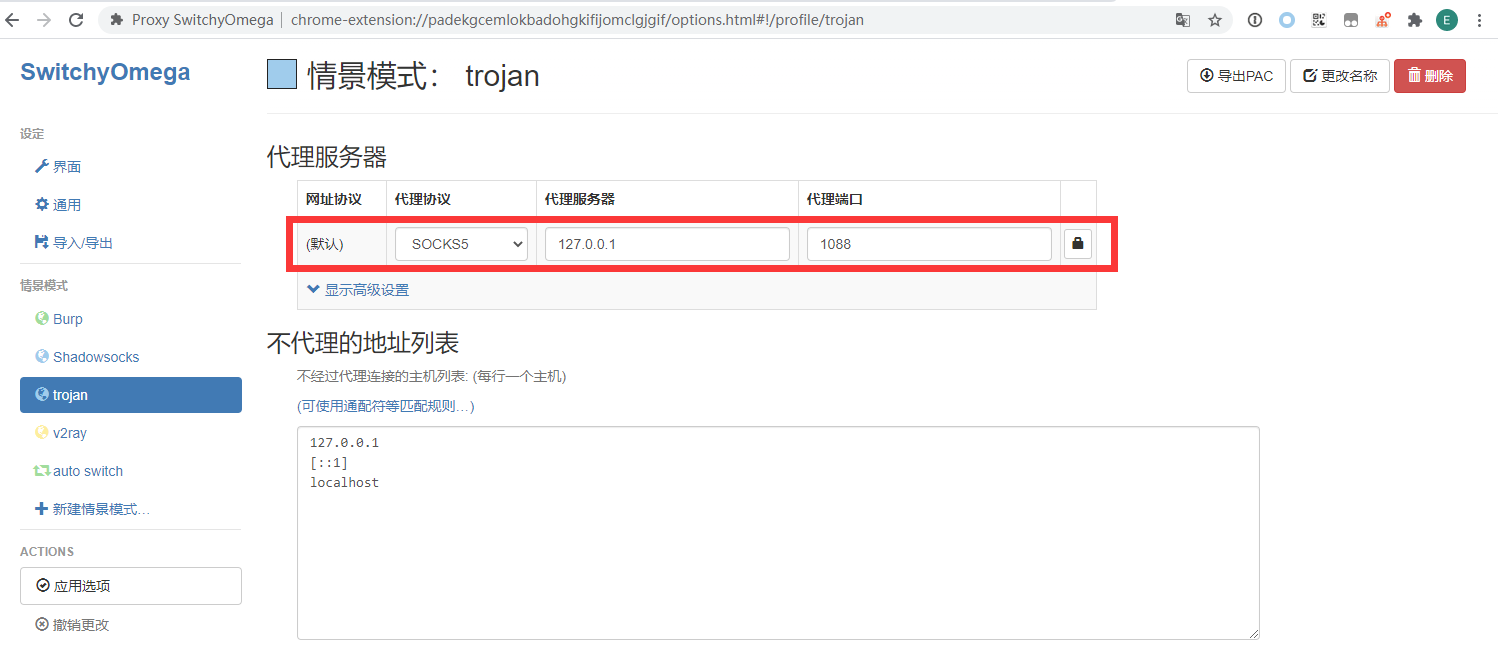 Proxy SwitchyOmega | chrome-extension://padekgcemlokbadohgkifijomclgjgif/options.html#!/profile/trojan
E
SwitchyOmega
情景模式： trojan
导出PAC
更改名称
删除
设定
界面
通用
导入/导出
情景模式
Burp
Shadowsocks
trojan
v2ray
auto switch
新建情景模式…
ACTIONS
应用选项
撤销更改
代理服务器
网址协议 代理协议 代理服务器 代理端口
(默认) SOCKS5 127.0.0.1 1088
显示高级设置
不代理的地址列表
不经过代理连接的主机列表: (每行一个主机)
(可使用通配符等匹配规则…)
127.0.0.1
[::1]
localhost